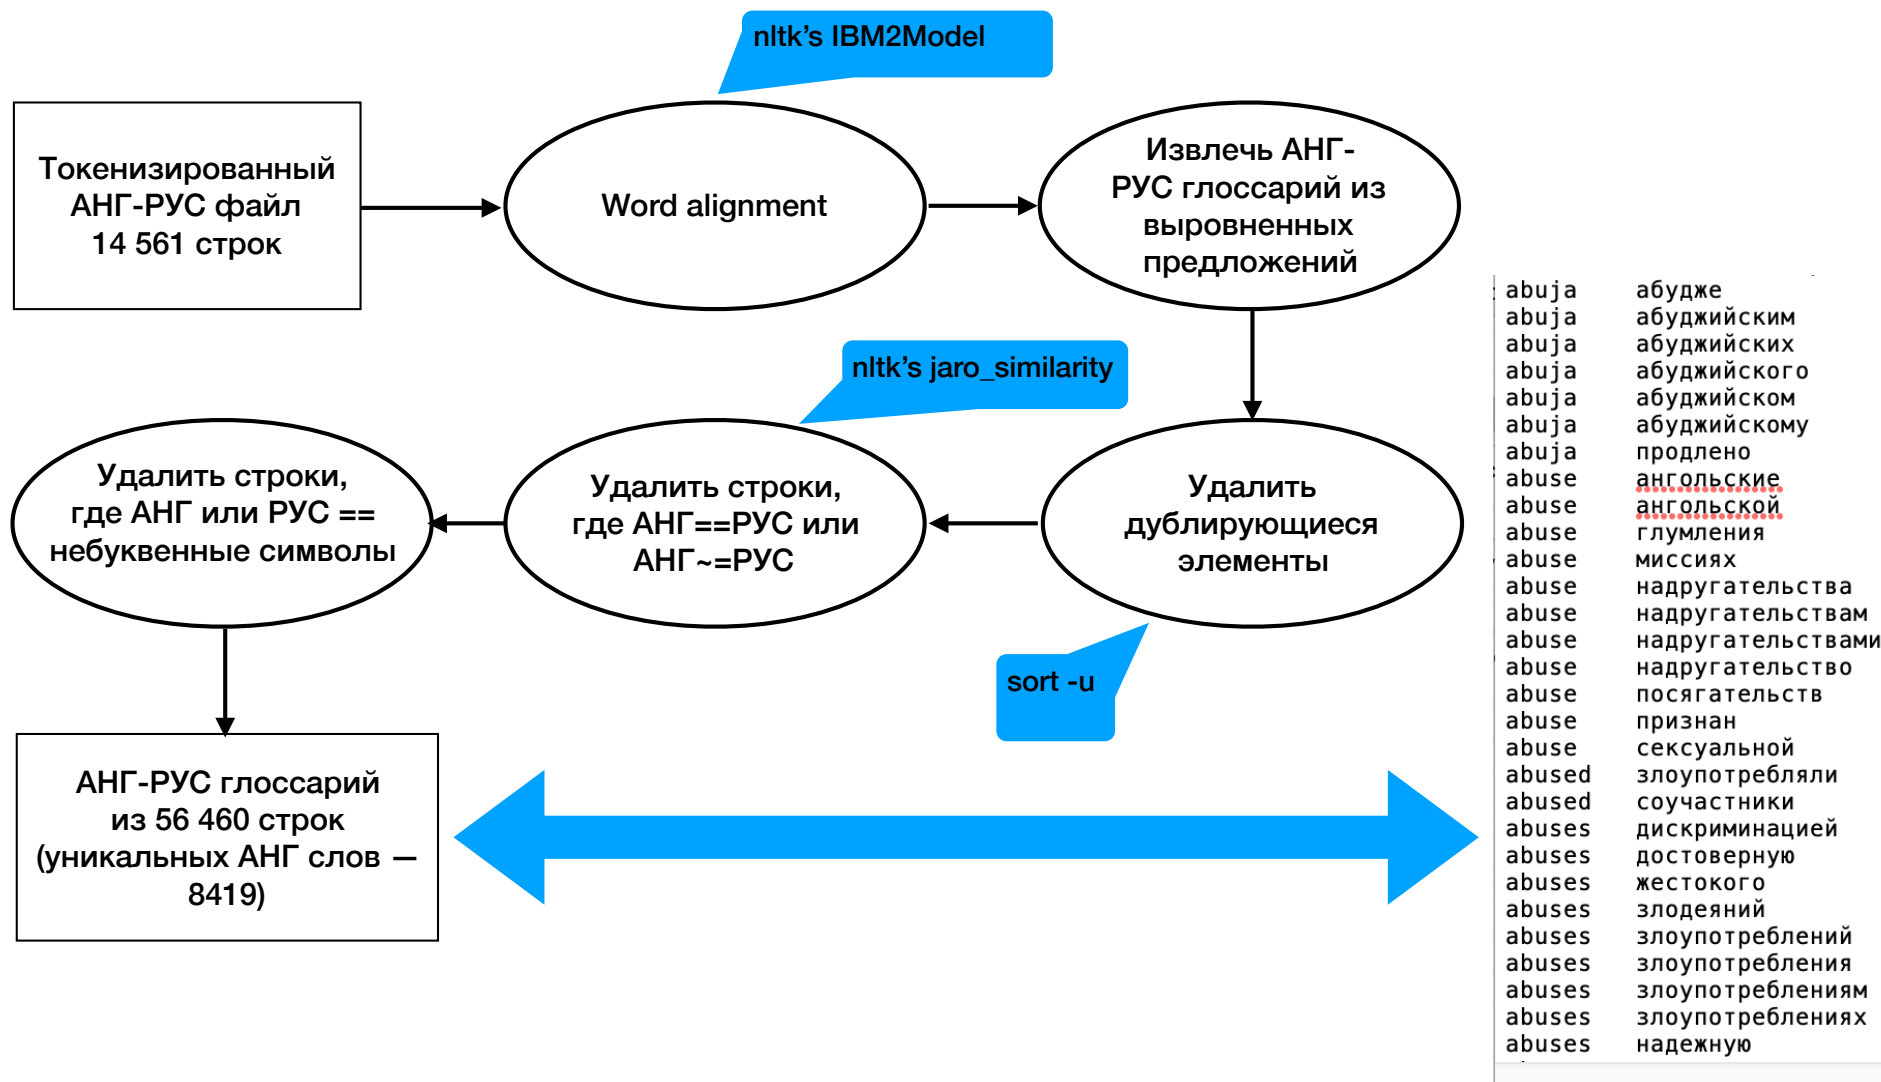 nltk's IBM2Model
Токенизированный
АНГ-РУС файл
14 561 строк
Word alignment
Извлечь АНГ-
РУС глоссарий из
выровненных
предложений
nltk's jaro_similarity
Удалить
дублирующиеся
элементы
Удалить строки,
где АНГ==РУС или
АНГ~=РУС
Удалить строки,
где АНГ или РУС ==
небуквенные символы
sort -u
АНГ-РУС глоссарий
из 56 460 строк
(уникальных АНГ слов —
8419)
abuja абудже
abuja абуджийским
abuja абуджийских
abuja абуджийского
abuja абуджийском
abuja абуджийскому
abuja продлено
abuse ангольские
abuse ангольской
abuse глумления
abuse миссиях
abuse надругательства
abuse надругательствам
abuse надругательствами
abuse надругательство
abuse посягательств
abuse признан
abuse сексуальной
abused злоупотребляли
abused соучастники
abuses дискриминацией
abuses достоверную
abuses жестокого
abuses злодеяний
abuses злоупотреблений
abuses злоупотребления
abuses злоупотреблениям
abuses злоупотреблениях
abuses надежную